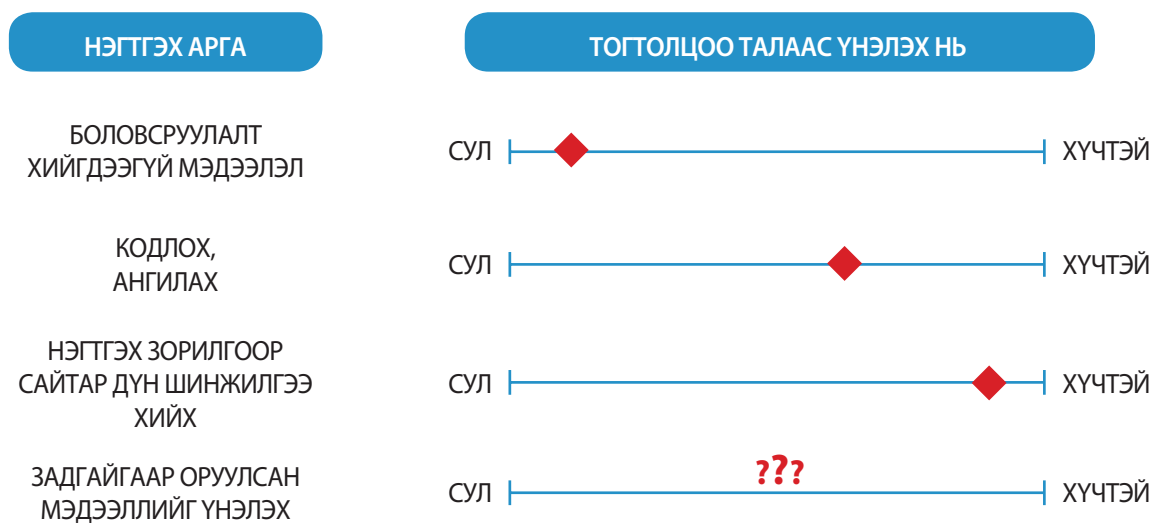 НЭГТГЭХ АРГА
ТОГТОЛЦОО ТАЛААС ҮНЭЛЭХ НЬ
БОЛОВСРУУЛАЛТ
ХИЙГДЭЭГҮЙ МЭДЭЭЛЭЛ
СУЛ
ХҮЧТЭЙ
КОДЛОХ,
АНГИЛАХ
СУЛ
ХҮЧТЭЙ
НЭГТГЭХ ЗОРИЛГООР
САЙТАР ДҮН ШИНЖИЛГЭЭ
ХИЙХ
СУЛ
ХҮЧТЭЙ
ЗАДГАЙГААР ОРУУЛСАН
МЭДЭЭЛЛИЙГ ҮНЭЛЭХ
СУЛ
???
ХҮЧТЭЙ